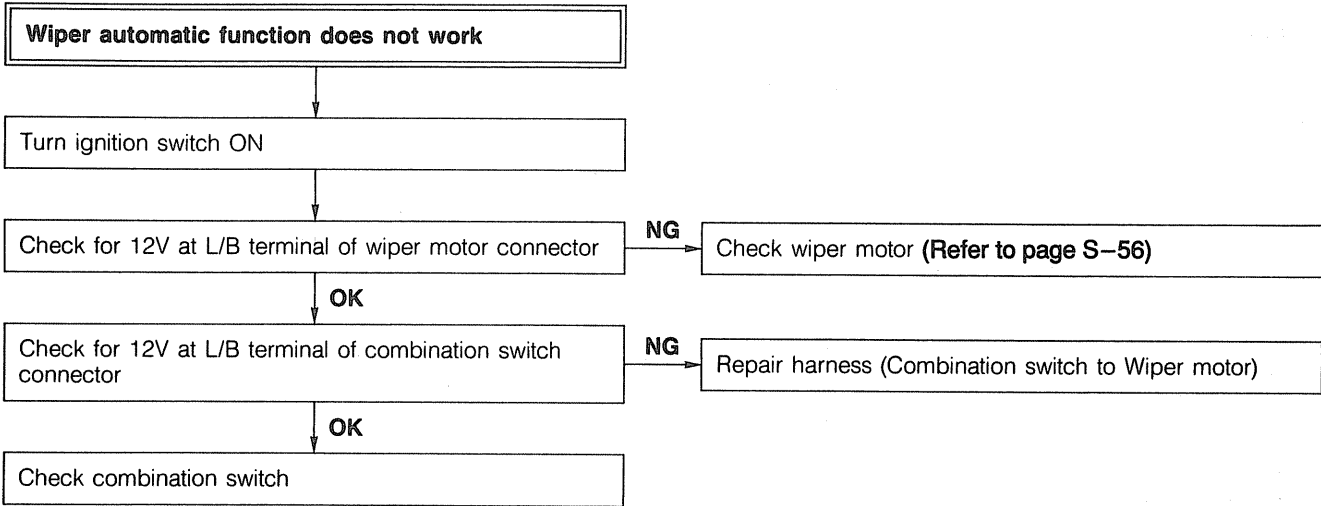 Wiper automatic function does not work
Turn ignition switch ON
Check for 12V at L/B terminal of wiper motor connector
NG
Check wiper motor (Refer to page S–56)
OK
Check for 12V at L/B terminal of combination switch
connector
NG
Repair harness (Combination switch to Wiper motor)
OK
Check combination switch